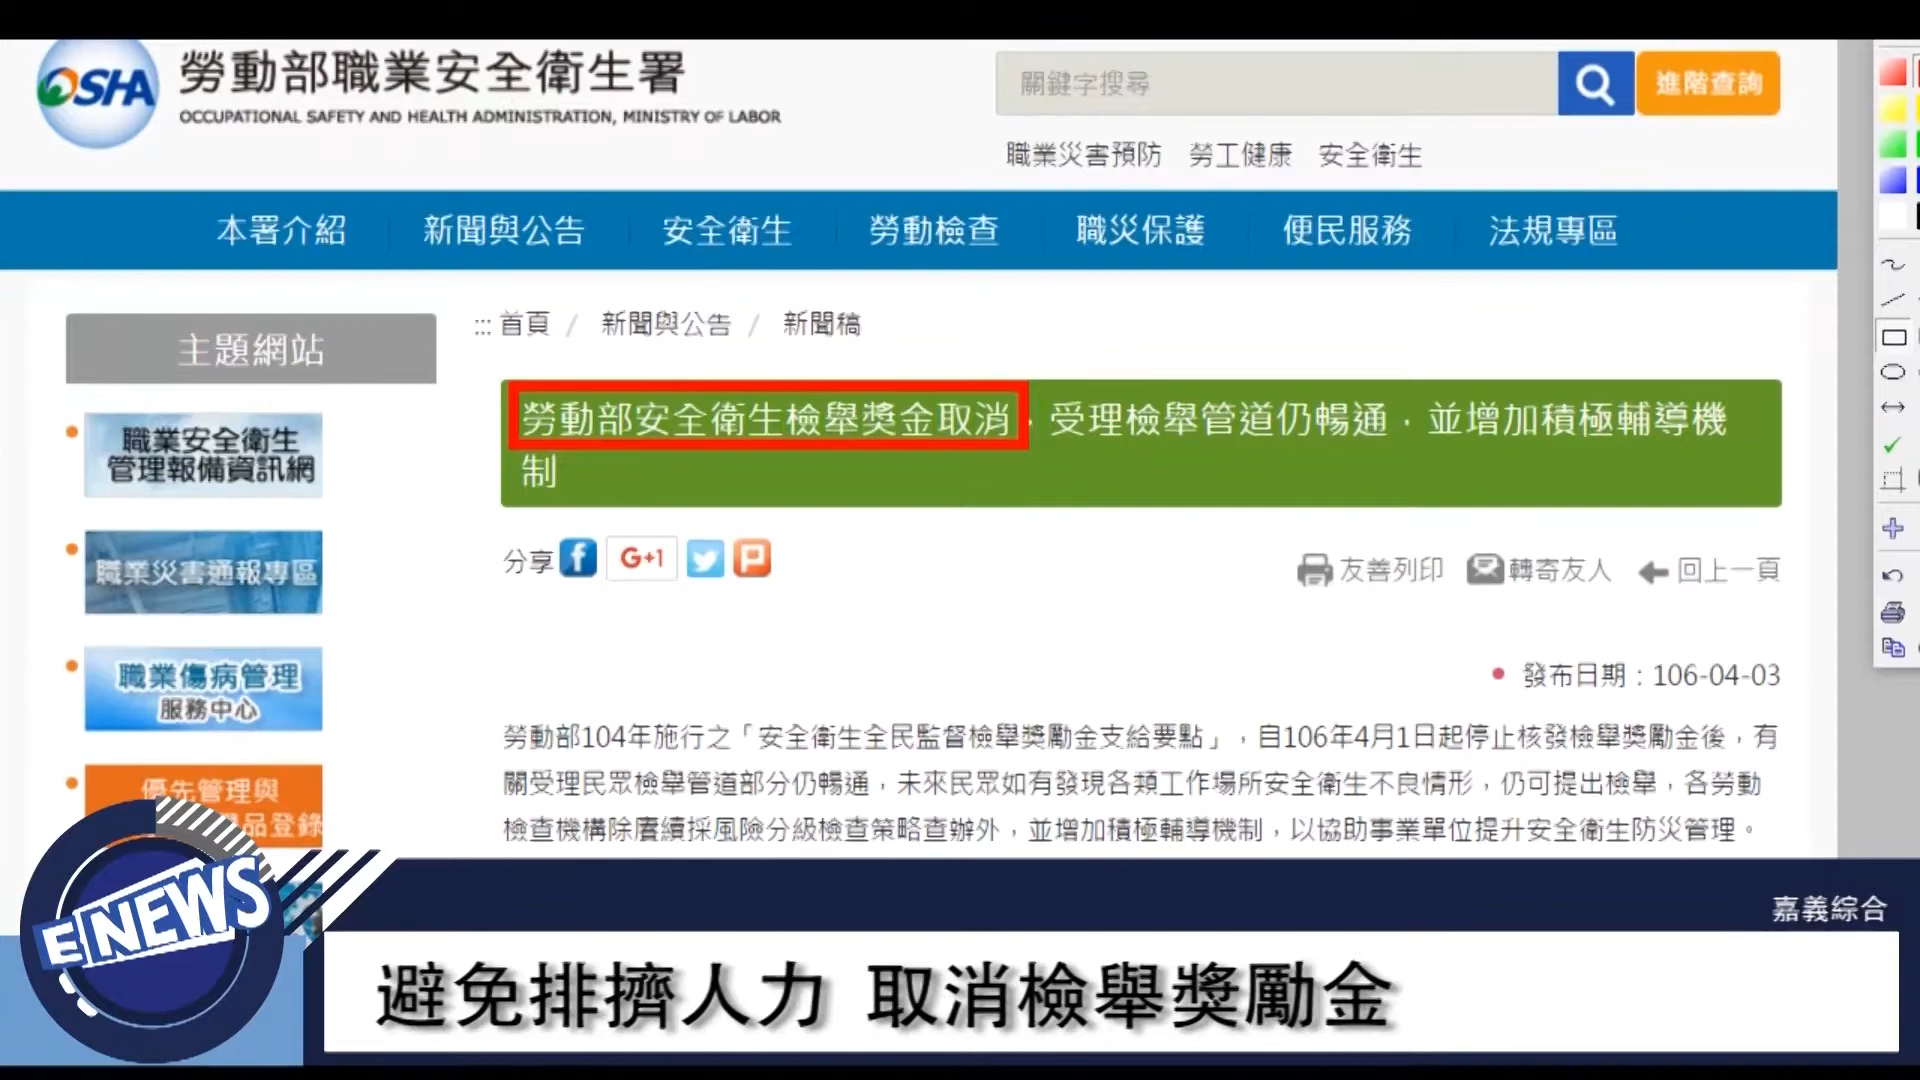 OSHA
勞動部職業安全衛生署
OCCUPATIONAL SAFETY AND HEALTH ADMINISTRATION, MINISTRY OF LABOR
關鍵字搜尋
進階查詢
職業災害預防 勞工健康 安全衛生
本署介紹 新聞與公告 安全衛生 勞動檢查 職災保護 便民服務 法規專區
主題網站
::: 首頁 / 新聞與公告 / 新聞稿
職業安全衛生
管理報備資訊網
勞動部安全衛生檢舉獎金取消，受理檢舉管道仍暢通，並增加積極輔導機
制
職業災害通報專區
分享 f G+1 P
友善列印 轉寄友人 回上一頁
職業傷病管理
服務中心
發布日期：106-04-03
勞動部104年施行之「安全衛生全民監督檢舉獎勵金支給要點」，自106年4月1日起停止核發檢舉獎勵金後，有
關受理民眾檢舉管道部分仍暢通，未來民眾如有發現各類工作場所安全衛生不良情形，仍可提出檢舉，各勞動
檢查機構除賡續採風險分級檢查策略查辦外，並增加積極輔導機制，以協助事業單位提升安全衛生防災管理。
優先管理與
品登錄
E NEWS
嘉義綜合
避免排擠人力 取消檢舉獎勵金